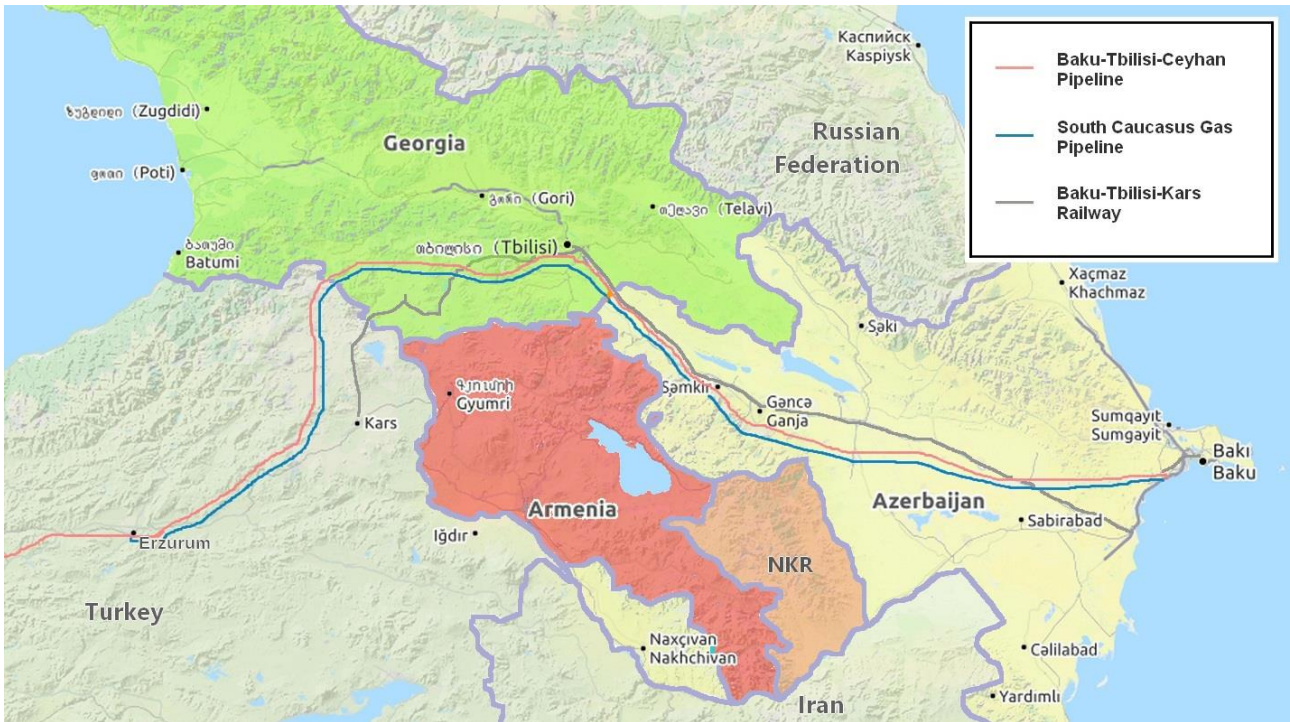 Каспийск
Kaspiysk
Baku-Tbilisi-Ceyhan
Pipeline
South Caucasus Gas
Pipeline
Baku-Tbilisi-Kars
Railway
ზუგდიდი (Zugdidi)
Georgia
Russian
Federation
ფოთი (Poti)
გორი (Gori)
თელავი (Telavi)
ბათუმი
Batumi
თბილისი (Tbilisi)
Xaçmaz
Khachmaz
Şəki
Գյումրի
Gyumri
Şəmkir
Gəncə
Ganja
Kars
Sumqayıt
Sumgayit
Bakı
Baku
Armenia
Azerbaijan
Sabirabad
Erzurum
Iğdır
NKR
Turkey
Naxçıvan
Nakhchivan
Cəlilabad
Yardımlı
Iran